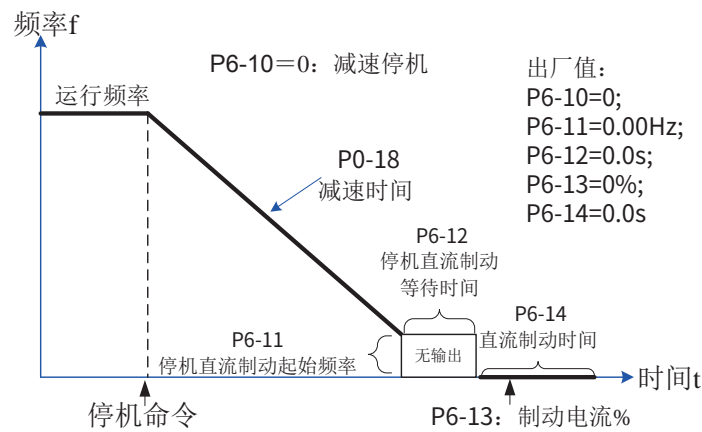 频率f
P6-10＝0：减速停机
运行频率
出厂值：
P6-10=0;
P6-11=0.00Hz;
P6-12=0.0s;
P6-13=0%;
P6-14=0.0s
P0-18
减速时间
P6-12
停机直流制动
等待时间
P6-14
直流制动时间
P6-11
停机直流制动起始频率
无输出
时间t
停机命令
P6-13：制动电流%